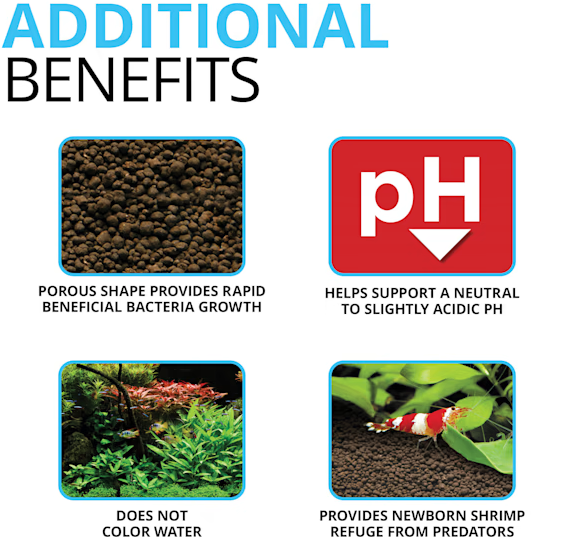 ADDITIONAL
BENEFITS
POROUS SHAPE PROVIDES RAPID
BENEFICIAL BACTERIA GROWTH
pH
HELPS SUPPORT A NEUTRAL
TO SLIGHTLY ACIDIC PH
DOES NOT
COLOR WATER
PROVIDES NEWBORN SHRIMP
REFUGE FROM PREDATORS